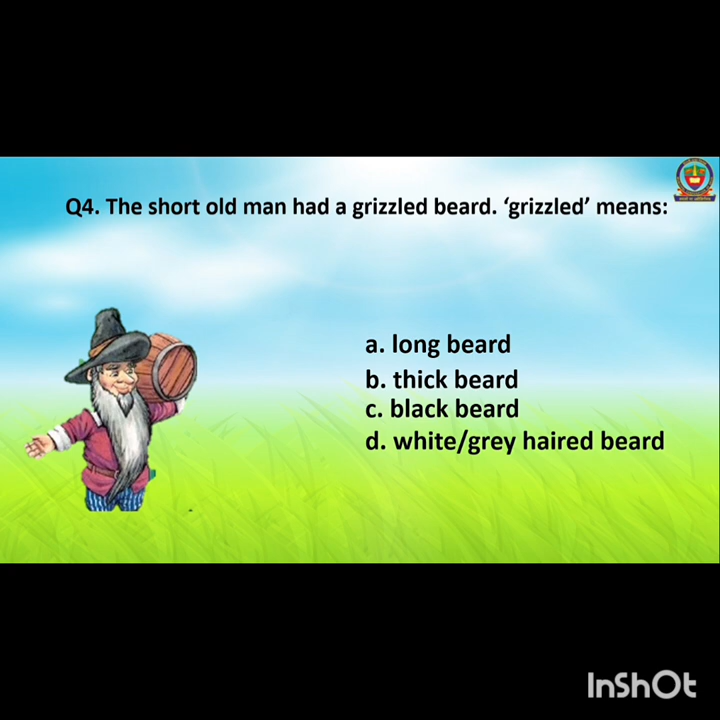 Q4. The short old man had a grizzled beard. ‘grizzled’ means:
a. long beard
b. thick beard
c. black beard
d. white/grey haired beard
InShOt